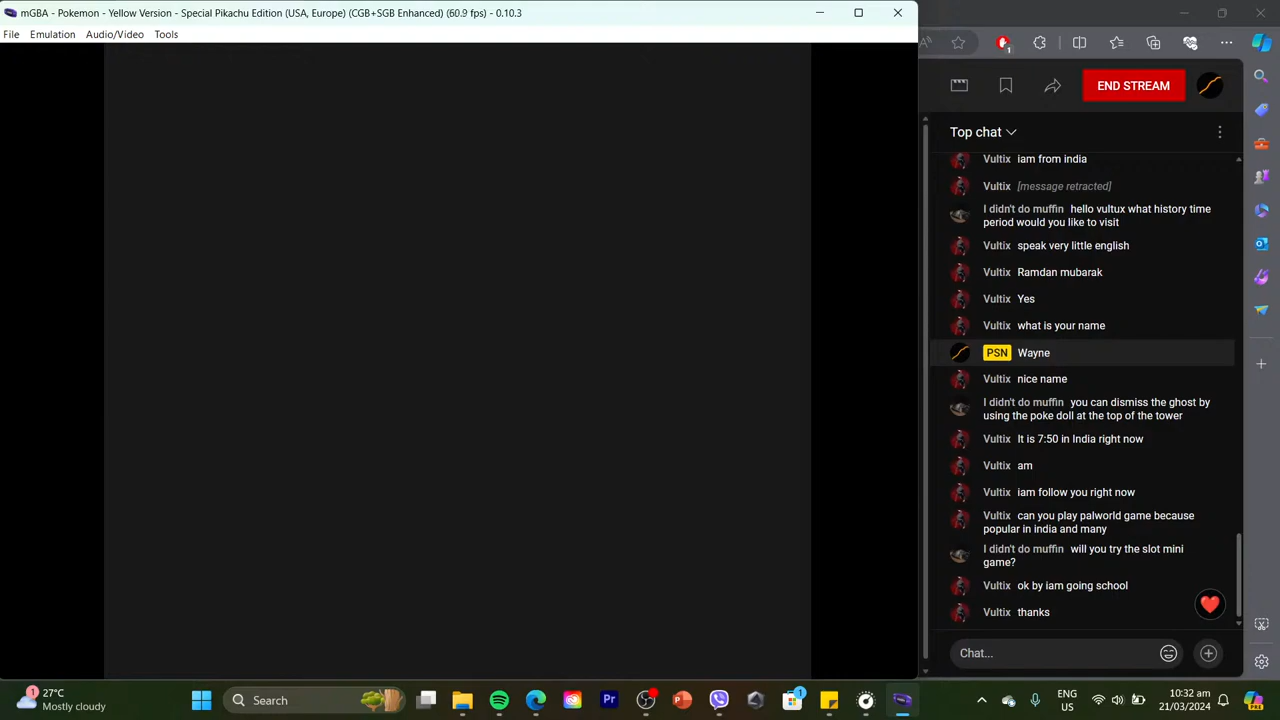 mGBA - Pokemon - Yellow Version - Special Pikachu Edition (USA, Europe) (CGB+SGB Enhanced) (60.9 fps) - 0.10.3
File Emulation Audio/Video Tools
END STREAM
Top chat
Vultix iam from india
Vultix [message retracted]
I didn't do muffin hello vultux what history time
period would you like to visit
Vultix speak very little english
Vultix Ramdan mubarak
Vultix Yes
Vultix what is your name
PSN Wayne
Vultix nice name
I didn't do muffin you can dismiss the ghost by
using the poke doll at the top of the tower
Vultix It is 7:50 in India right now
Vultix am
Vultix iam follow you right now
Vultix can you play palworld game because
popular in india and many
I didn't do muffin will you try the slot mini
game?
Vultix ok by iam going school
Vultix thanks
Chat...
1
1
27°C
Mostly cloudy
Search
Pr
1
ENG
US
10:32 am
21/03/2024